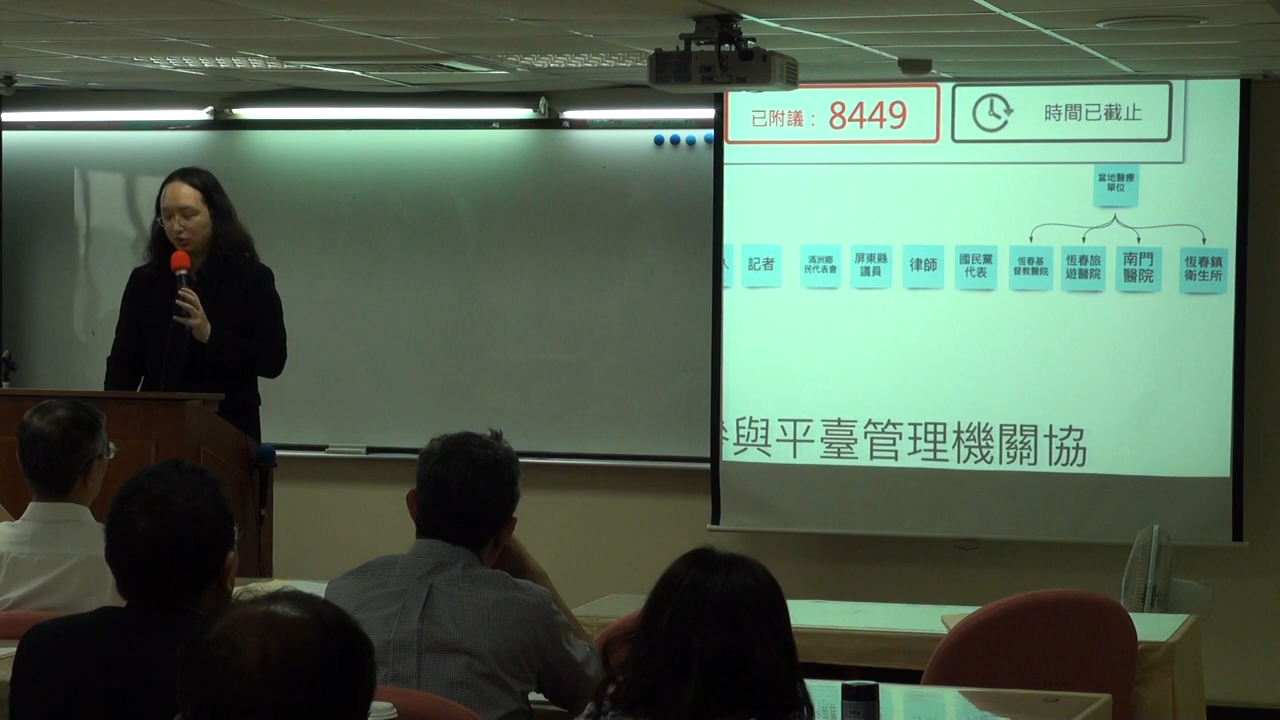 已附議： 8449
時間已截止
當地醫療
單位
記者
滿洲鄉
民代表會
屏東縣
議員
律師
國民黨
代表
恆春基
督教醫院
恆春旅
遊醫院
南門
醫院
恆春鎮
衛生所
與平臺管理機關協